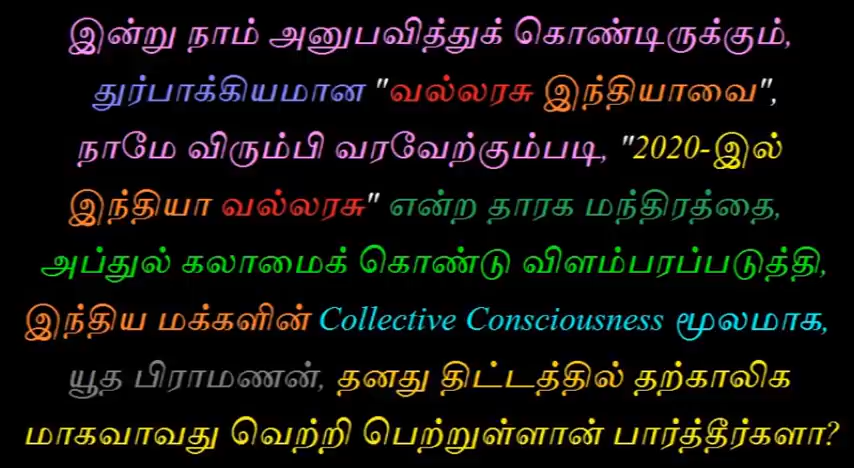 இன்று நாம் அனுபவித்துக் கொண்டிருக்கும்,
துர்பாக்கியமான "வல்லரசு இந்தியாவை",
நாமே விரும்பி வரவேற்கும்படி, "2020-இல்
இந்தியா வல்லரசு" என்ற தாரக மந்திரத்தை,
அப்துல் கலாமைக் கொண்டு விளம்பரப்படுத்தி,
இந்திய மக்களின் Collective Consciousness மூலமாக,
யூத பிராமணன், தனது திட்டத்தில் தற்காலிக
மாகவாவது வெற்றி பெற்றுள்ளான் பார்த்தீர்களா?